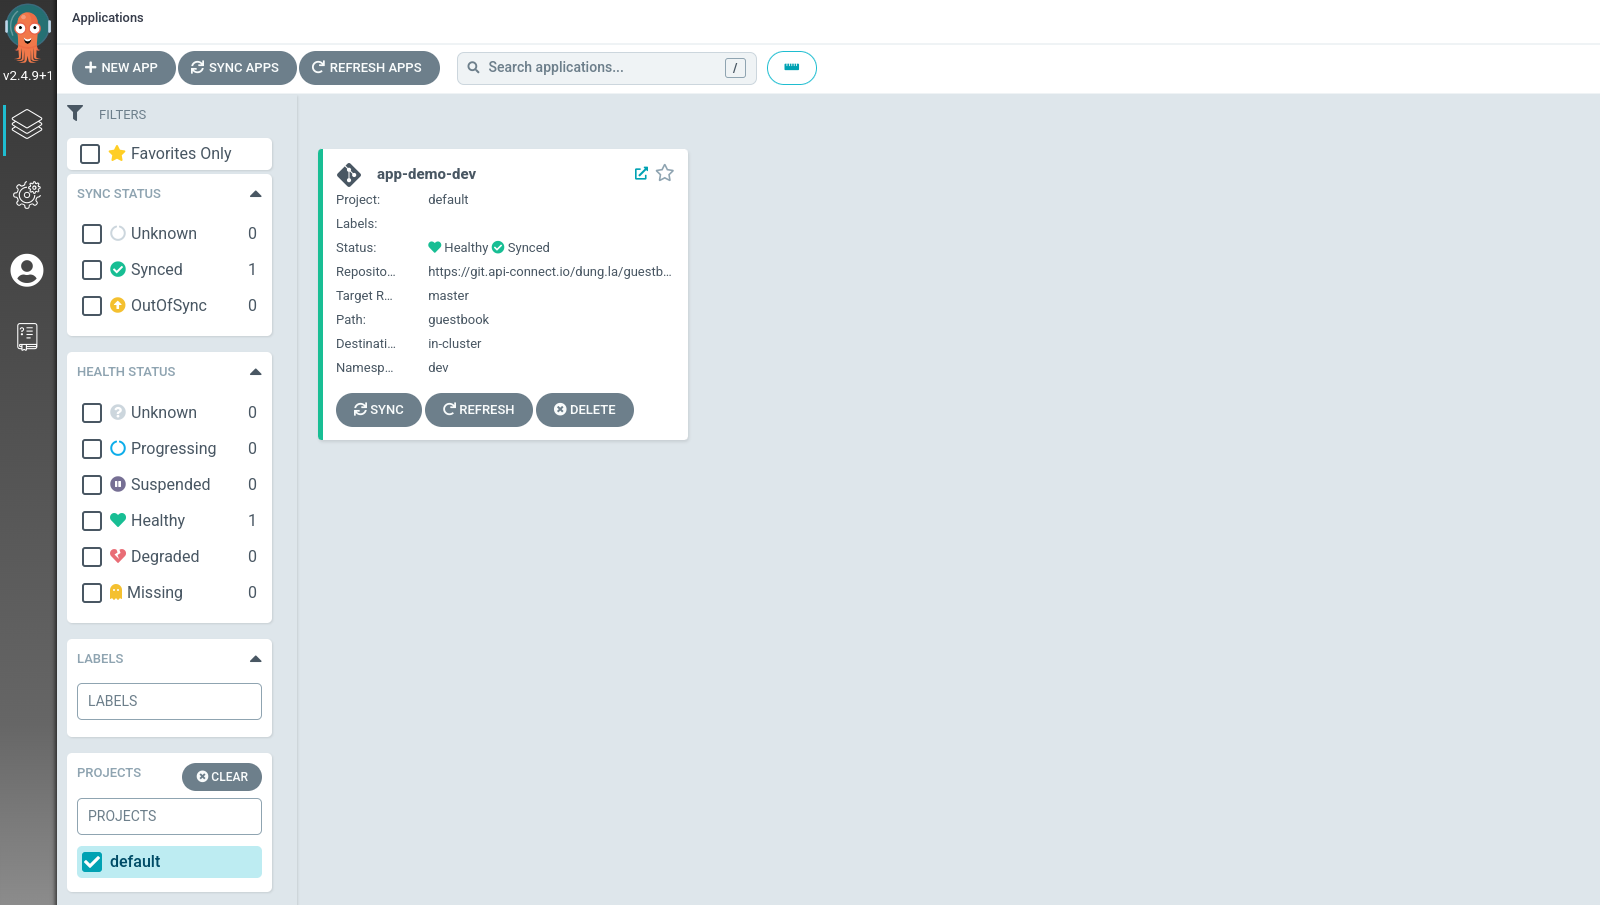 Applications
v2.4.9+1
NEW APP SYNC APPS REFRESH APPS Search applications... /
FILTERS
Favorites Only
SYNC STATUS
Unknown 0
Synced 1
OutOfSync 0
HEALTH STATUS
Unknown 0
Progressing 0
Suspended 0
Healthy 1
Degraded 0
Missing 0
LABELS
LABELS
PROJECTS CLEAR
PROJECTS
default
app-demo-dev
Project: default
Labels:
Status: Healthy Synced
Reposito... https://git.api-connect.io/dung.la/guestb...
Target R... master
Path: guestbook
Destinati... in-cluster
Namesp... dev
SYNC REFRESH DELETE